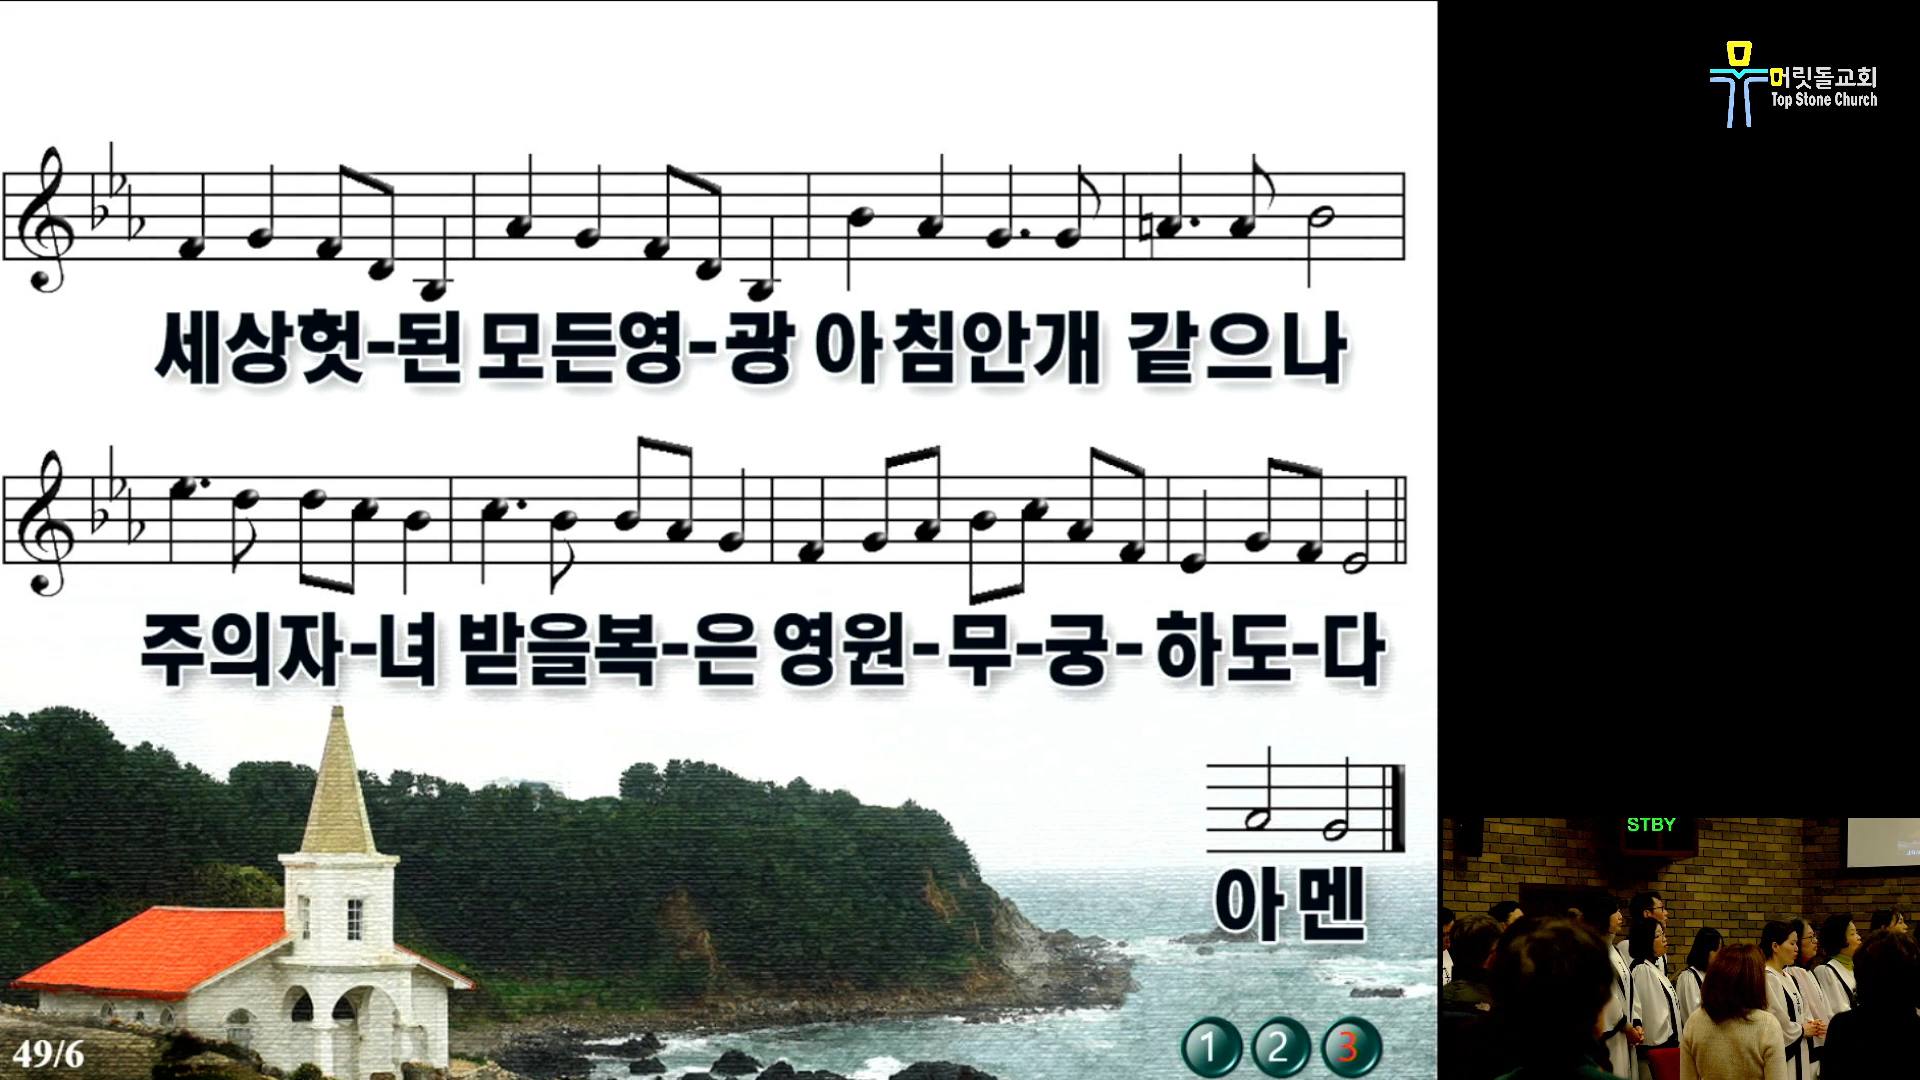 머릿돌교회
Top Stone Church
세상헛-된 모든영-광 아침안개 같으나
주의자-녀 받을복-은 영원-무-궁- 하도-다
아멘
49/6
1 2 3
STBY